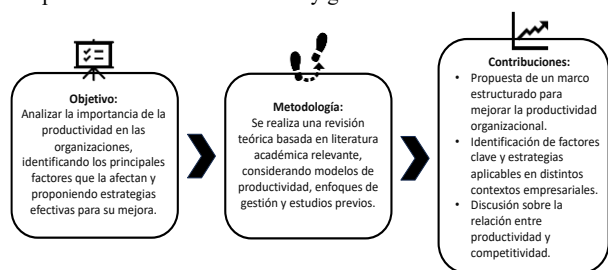 Objetivo:
Analizar la importancia de la
productividad en las
organizaciones,
identificando los principales
factores que la afectan y
proponiendo estrategias
efectivas para su mejora.
Metodología:
Se realiza una revisión
teórica basada en literatura
académica relevante,
considerando modelos de
productividad, enfoques de
gestión y estudios previos.
Contribuciones:
• Propuesta de un marco
estructurado para
mejorar la productividad
organizacional.
• Identificación de factores
clave y estrategias
aplicables en distintos
contextos empresariales.
• Discusión sobre la
relación entre
productividad y
competitividad.